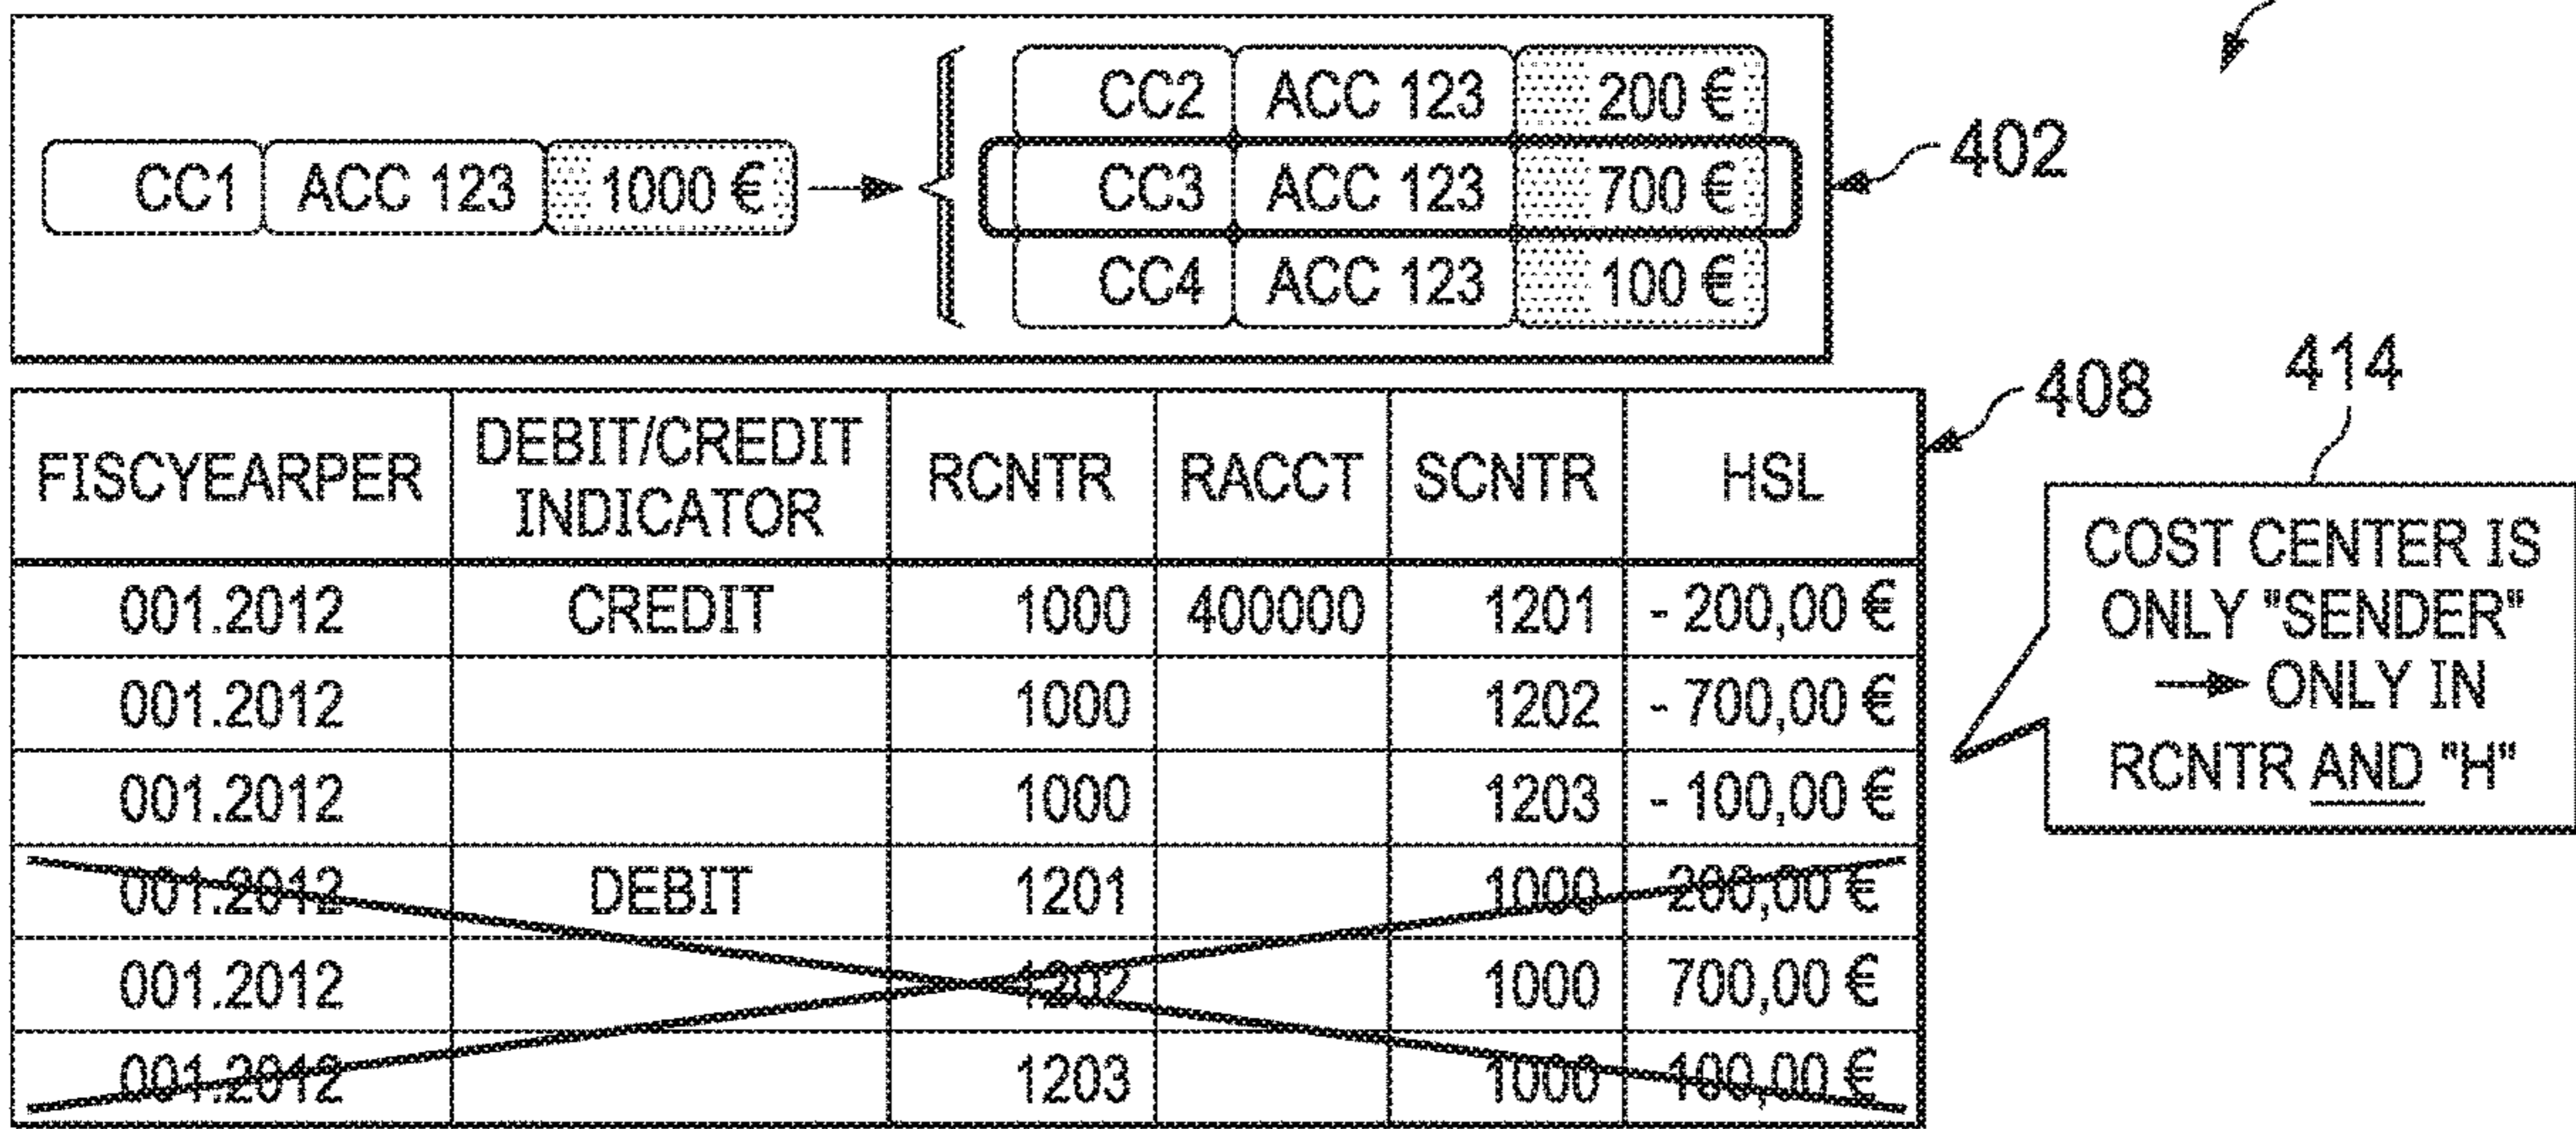 CC2 ACC 123 200 €
CC1 ACC 123 1000 € CC3 ACC 123 700 € 402
CC4 ACC 123 100 €
408
414
FISCYEARPER DEBIT/CREDIT INDICATOR RCNTR RACCT SCNTR HSL
001.2012 CREDIT 1000 400000 1201 - 200,00 €
001.2012 1000 1202 - 700,00 €
001.2012 1000 1203 - 100,00 €
001.2012 DEBIT 1201 1000 200,00 €
001.2012 1202 1000 700,00 €
001.2012 1203 1000 100,00 €
COST CENTER IS
ONLY "SENDER"
→ ONLY IN
RCNTR AND "H"